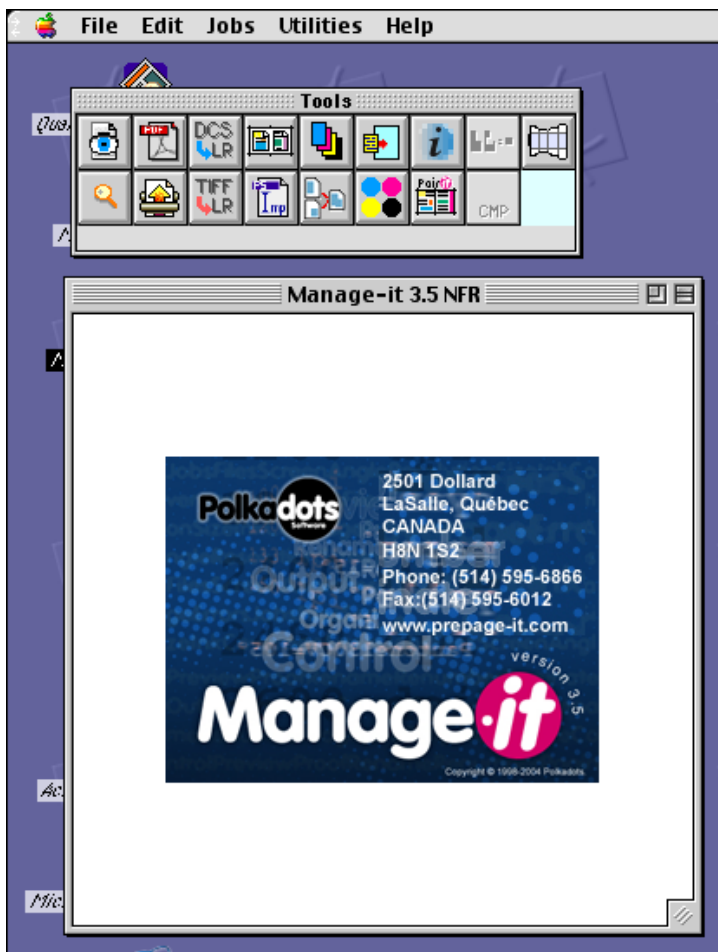 File Edit Jobs Utilities Help
Tools
PDF
DCS
LR
i
TIFF
LR
CMP
Manage-it 3.5 NFR
Polkadots
Software
2501 Dollard
LaSalle, Québec
CANADA
H8N 1S2
Phone: (514) 595-6866
Fax:(514) 595-6012
www.prepage-it.com
Output
Organi
Control
version 3.5
Manage-it
Copyright © 1998-2004 Polkadots